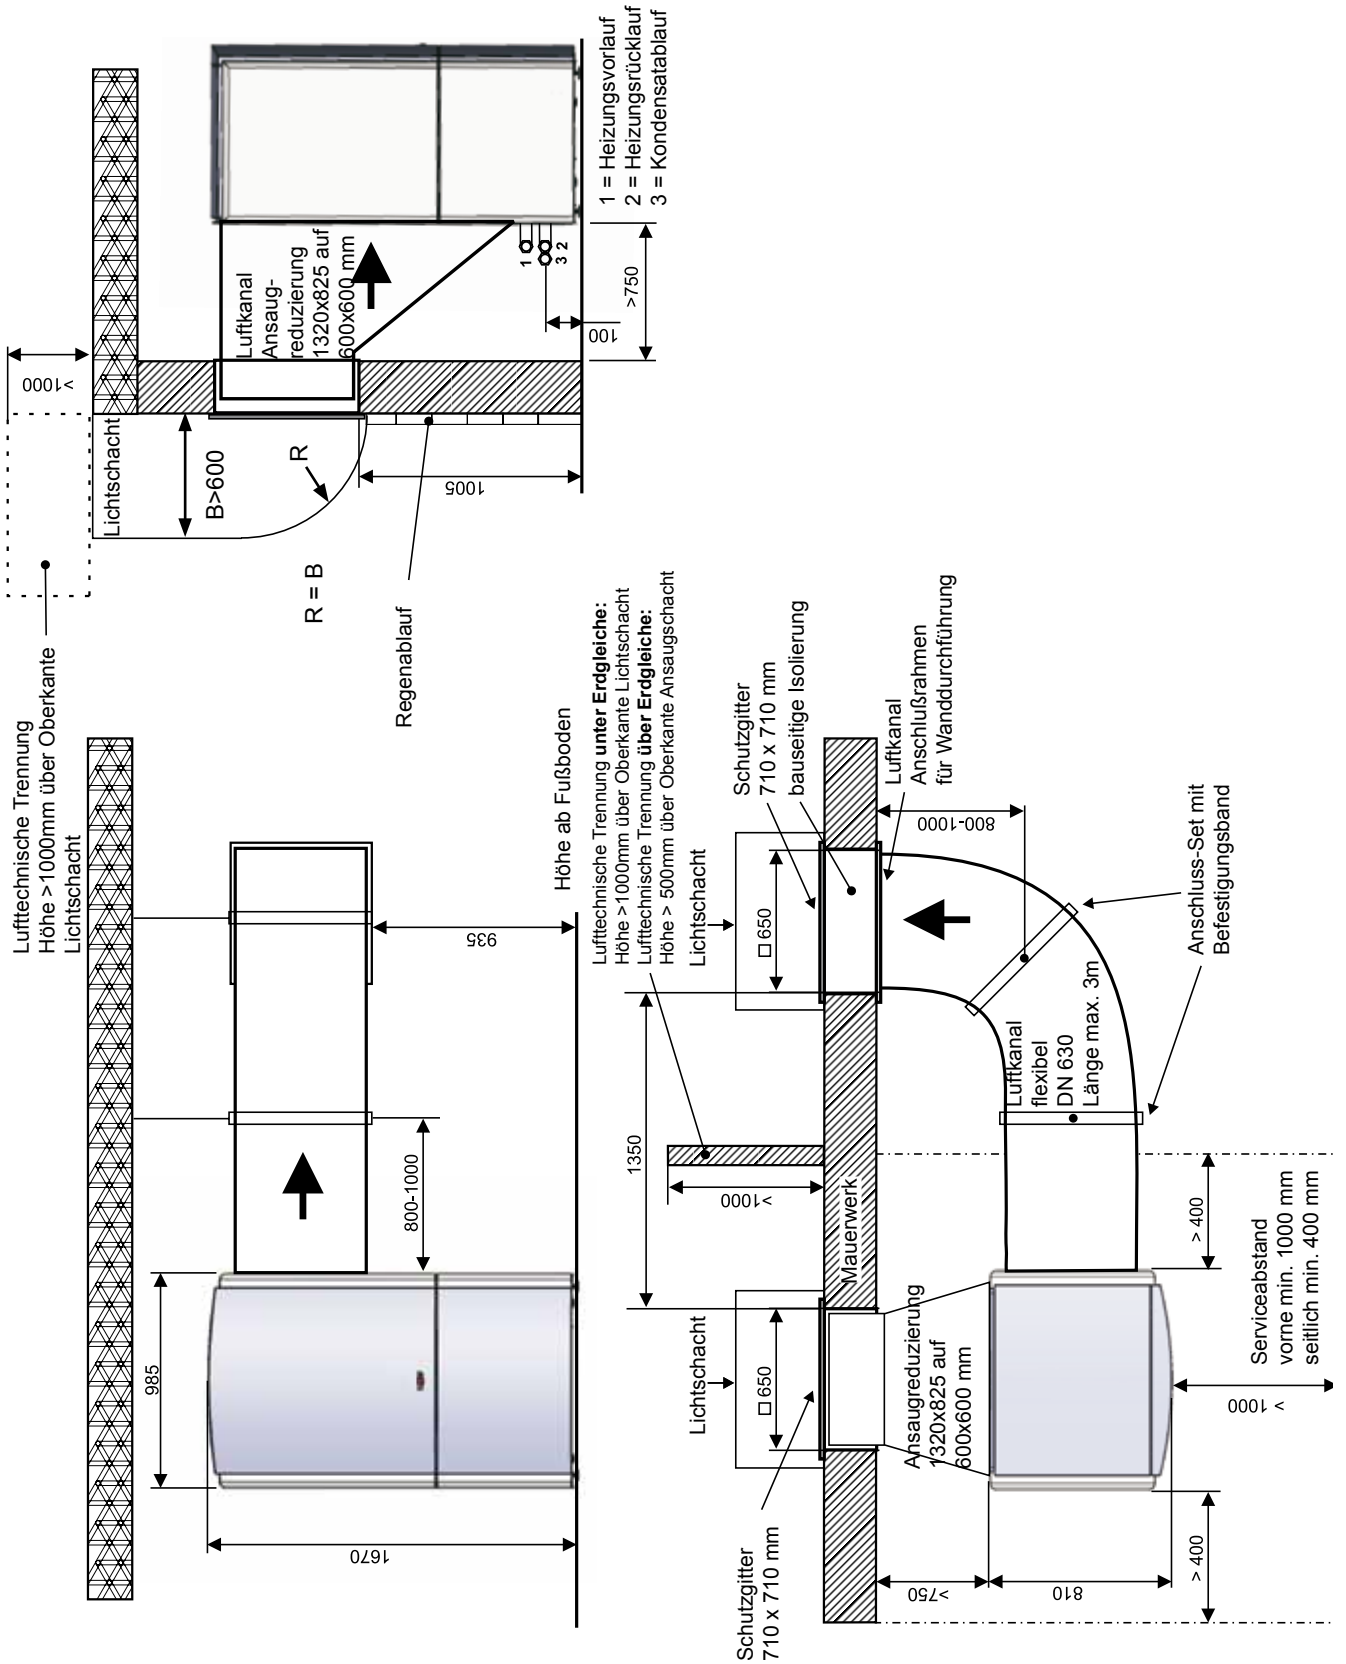 Lufttechnische Trennung
Höhe >1000mm über Oberkante
Lichtschacht
985
1670
800-1000
935
Höhe ab Fußboden
>1000
Lichtschacht
B>600
R
R = B
1005
Regenablauf
Luftkanal
Ansaug-
reduzierung
1320x825 auf
600x600 mm
1
3 2
100
>750
1 = Heizungsvorlauf
2 = Heizungsrücklauf
3 = Kondensatablauf
Lufttechnische Trennung unter Erdgleiche:
Höhe >1000mm über Oberkante Lichtschacht
Lufttechnische Trennung über Erdgleiche:
Höhe > 500mm über Oberkante Ansaugschacht
Schutzgitter
710 x 710 mm
Lichtschacht
□ 650
1350
>1000
Mauerwerk
Lichtschacht
□ 650
Schutzgitter
710 x 710 mm
bauseitige Isolierung
Luftkanal
Anschlußrahmen
für Wanddurchführung
800-1000
Ansaugreduzierung
1320x825 auf
600x600 mm
Luftkanal
flexibel
DN 630
Länge max. 3m
Anschluss-Set mit
Befestigungsband
>750
810
> 400
> 400
> 1000
Serviceabstand
vorne min. 1000 mm
seitlich min. 400 mm